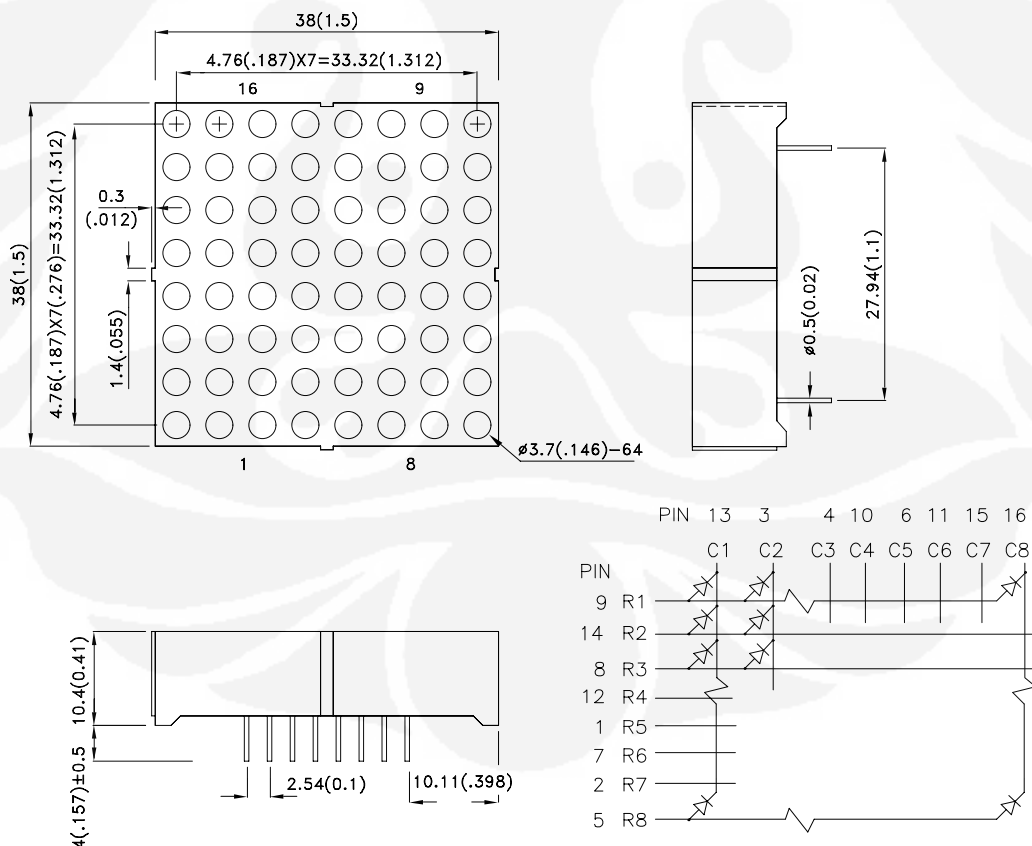 38(1.5)
4.76(.187)X7=33.32(1.312)
16 9
38(1.5)
4.76(.187)X7(.276)=33.32(1.312)
0.3
(.012)
1.4(.055)
1 8
ø3.7(.146)-64
ø0.5(0.02)
27.94(1.1)
10.4(0.41)
4(.157)±0.5
2.54(0.1)
10.11(.398)
PIN 13 3 4 10 6 11 15 16
C1 C2 C3 C4 C5 C6 C7 C8
PIN
9 R1
14 R2
8 R3
12 R4
1 R5
7 R6
2 R7
5 R8